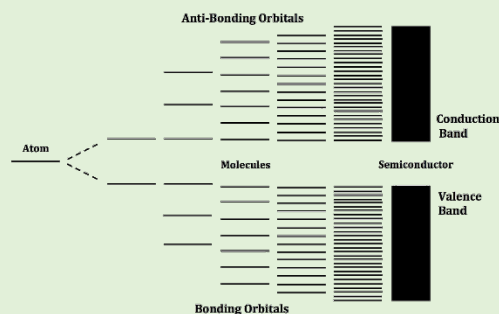 Anti-Bonding Orbitals
Conduction
Band
Atom
Molecules
Semiconductor
Valence
Band
Bonding Orbitals